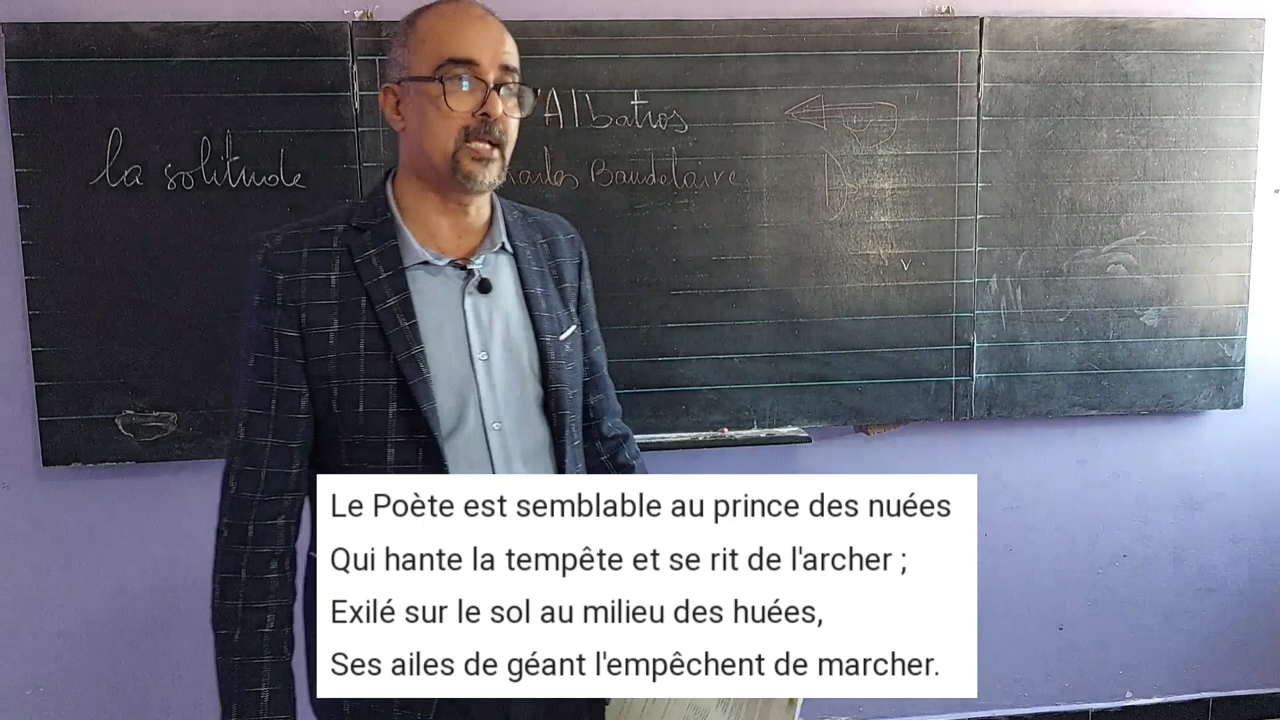 la solitude
Albatros
Baudelaire
Le Poète est semblable au prince des nuées
Qui hante la tempête et se rit de l'archer ;
Exilé sur le sol au milieu des huées,
Ses ailes de géant l'empêchent de marcher.